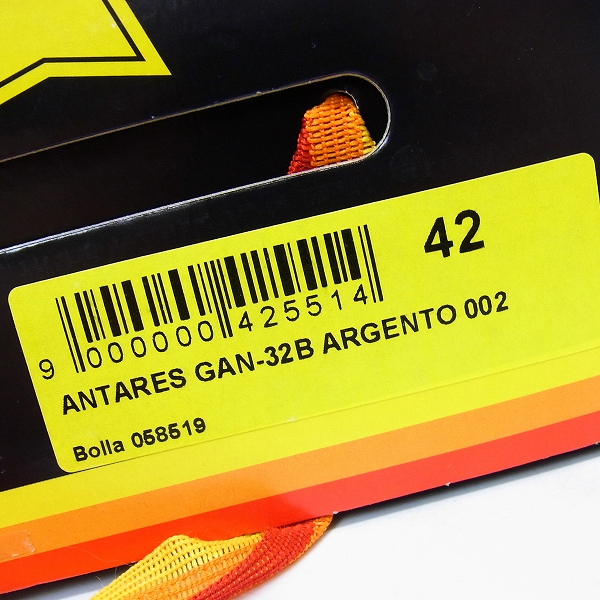 42
9 000000 425514
ANTARES GAN-32B ARGENTO 002
Bolla 058519